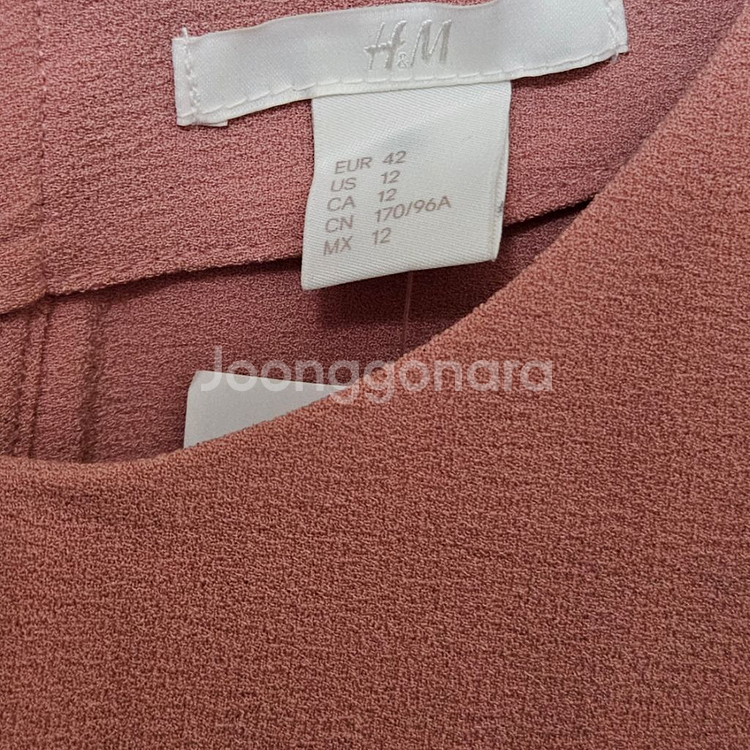 H&M
EUR 42
US 12
CA 12
CN 170/96A
MX 12
Joonggonara